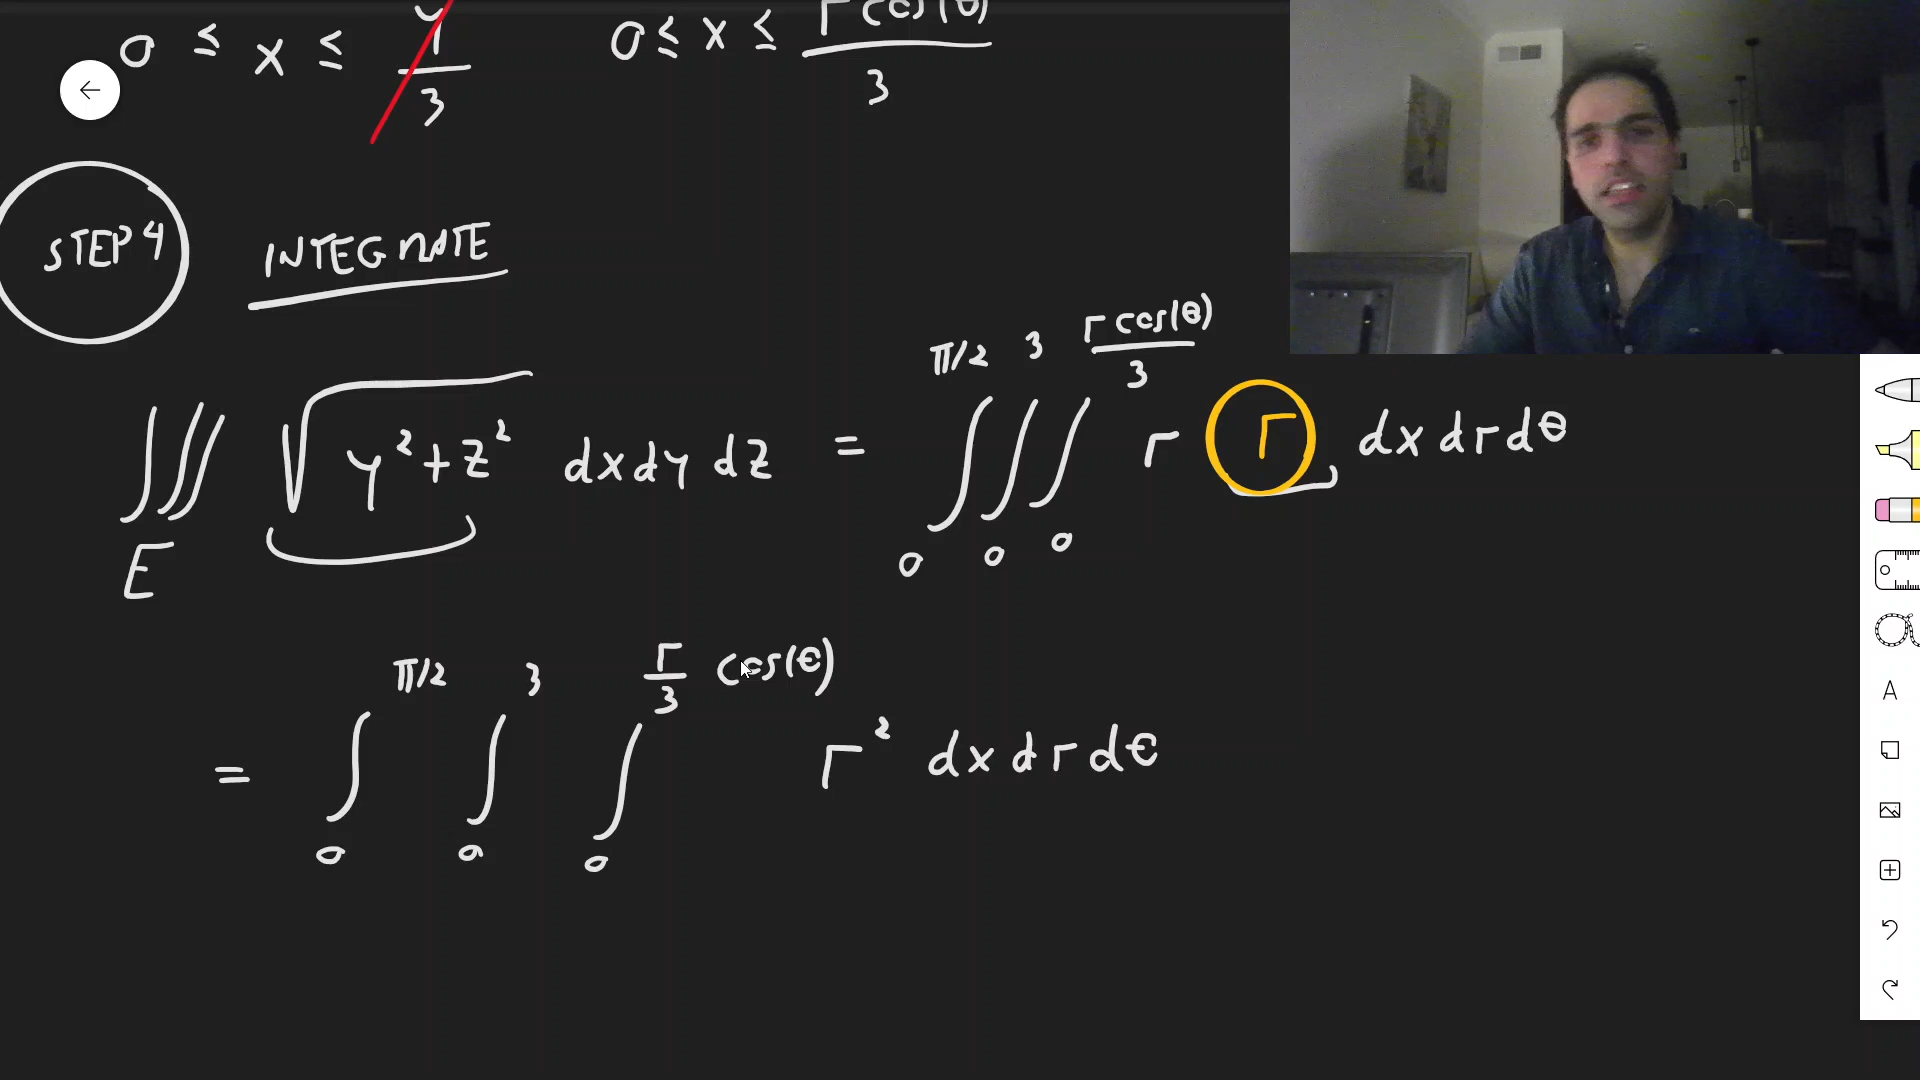 0 ≤ x ≤ y/3    0 ≤ x ≤ r cos(θ)/3
STEP 4 INTEGRATE
∫∫∫_E √(y²+z²) dx dy dz = ∫_0^{π/2} ∫_0^3 ∫_0^{r cos(θ)/3} r r dx dr dθ
= ∫_0^{π/2} ∫_0^3 ∫_0^{r/3 cos(θ)} r² dx dr dθ
A